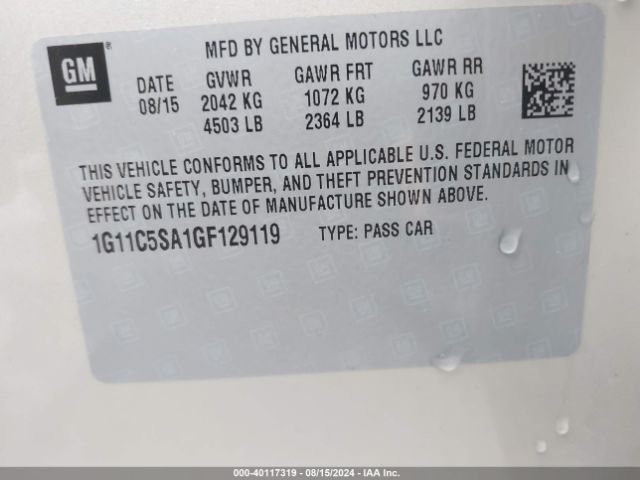 GM ®
MFD BY GENERAL MOTORS LLC
DATE GVWR GAWR FRT GAWR RR
08/15 2042 KG 1072 KG 970 KG
4503 LB 2364 LB 2139 LB
THIS VEHICLE CONFORMS TO ALL APPLICABLE U.S. FEDERAL MOTOR
VEHICLE SAFETY, BUMPER, AND THEFT PREVENTION STANDARDS IN
EFFECT ON THE DATE OF MANUFACTURE SHOWN ABOVE.
1G11C5SA1GF129119 TYPE: PASS CAR
000-40117319 - 08/15/2024 - IAA Inc.